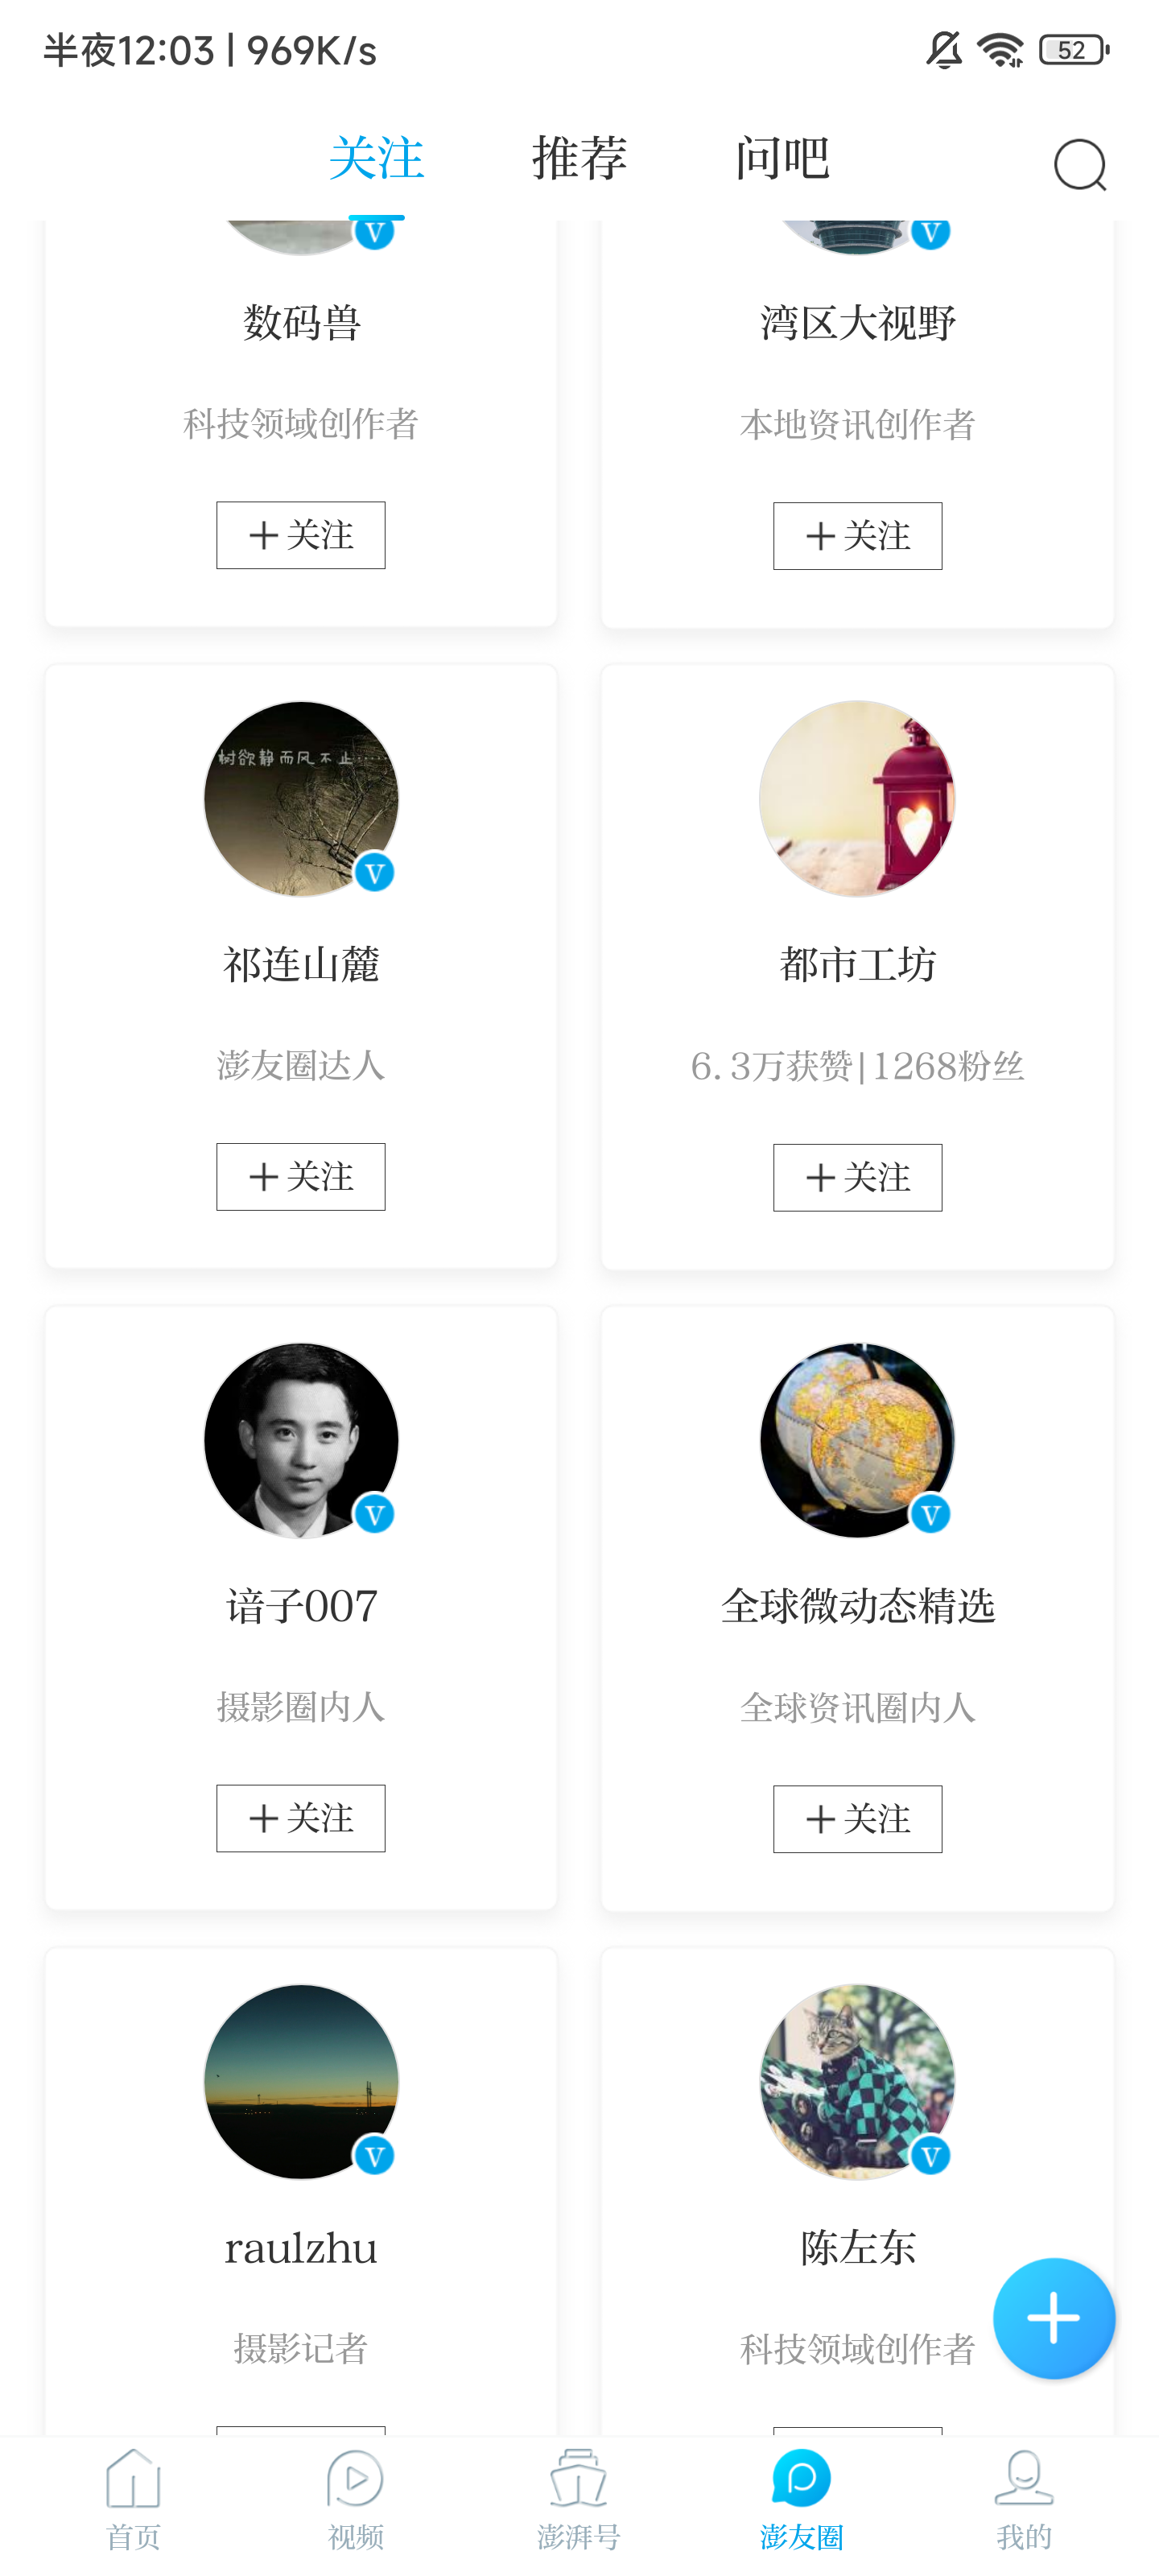 半夜12:03 | 969K/s
52
关注 推荐 问吧
V V
数码兽 湾区大视野
科技领域创作者 本地资讯创作者
+关注 +关注
树欲静而风不止......
V
祁连山麓 都市工坊
澎友圈达人 6.3万获赞|1268粉丝
+关注 +关注
V V
谙子007 全球微动态精选
摄影圈内人 全球资讯圈内人
+关注 +关注
V V
raulzhu 陈左东
摄影记者 科技领域创作者
首页 视频 澎湃号 澎友圈 我的